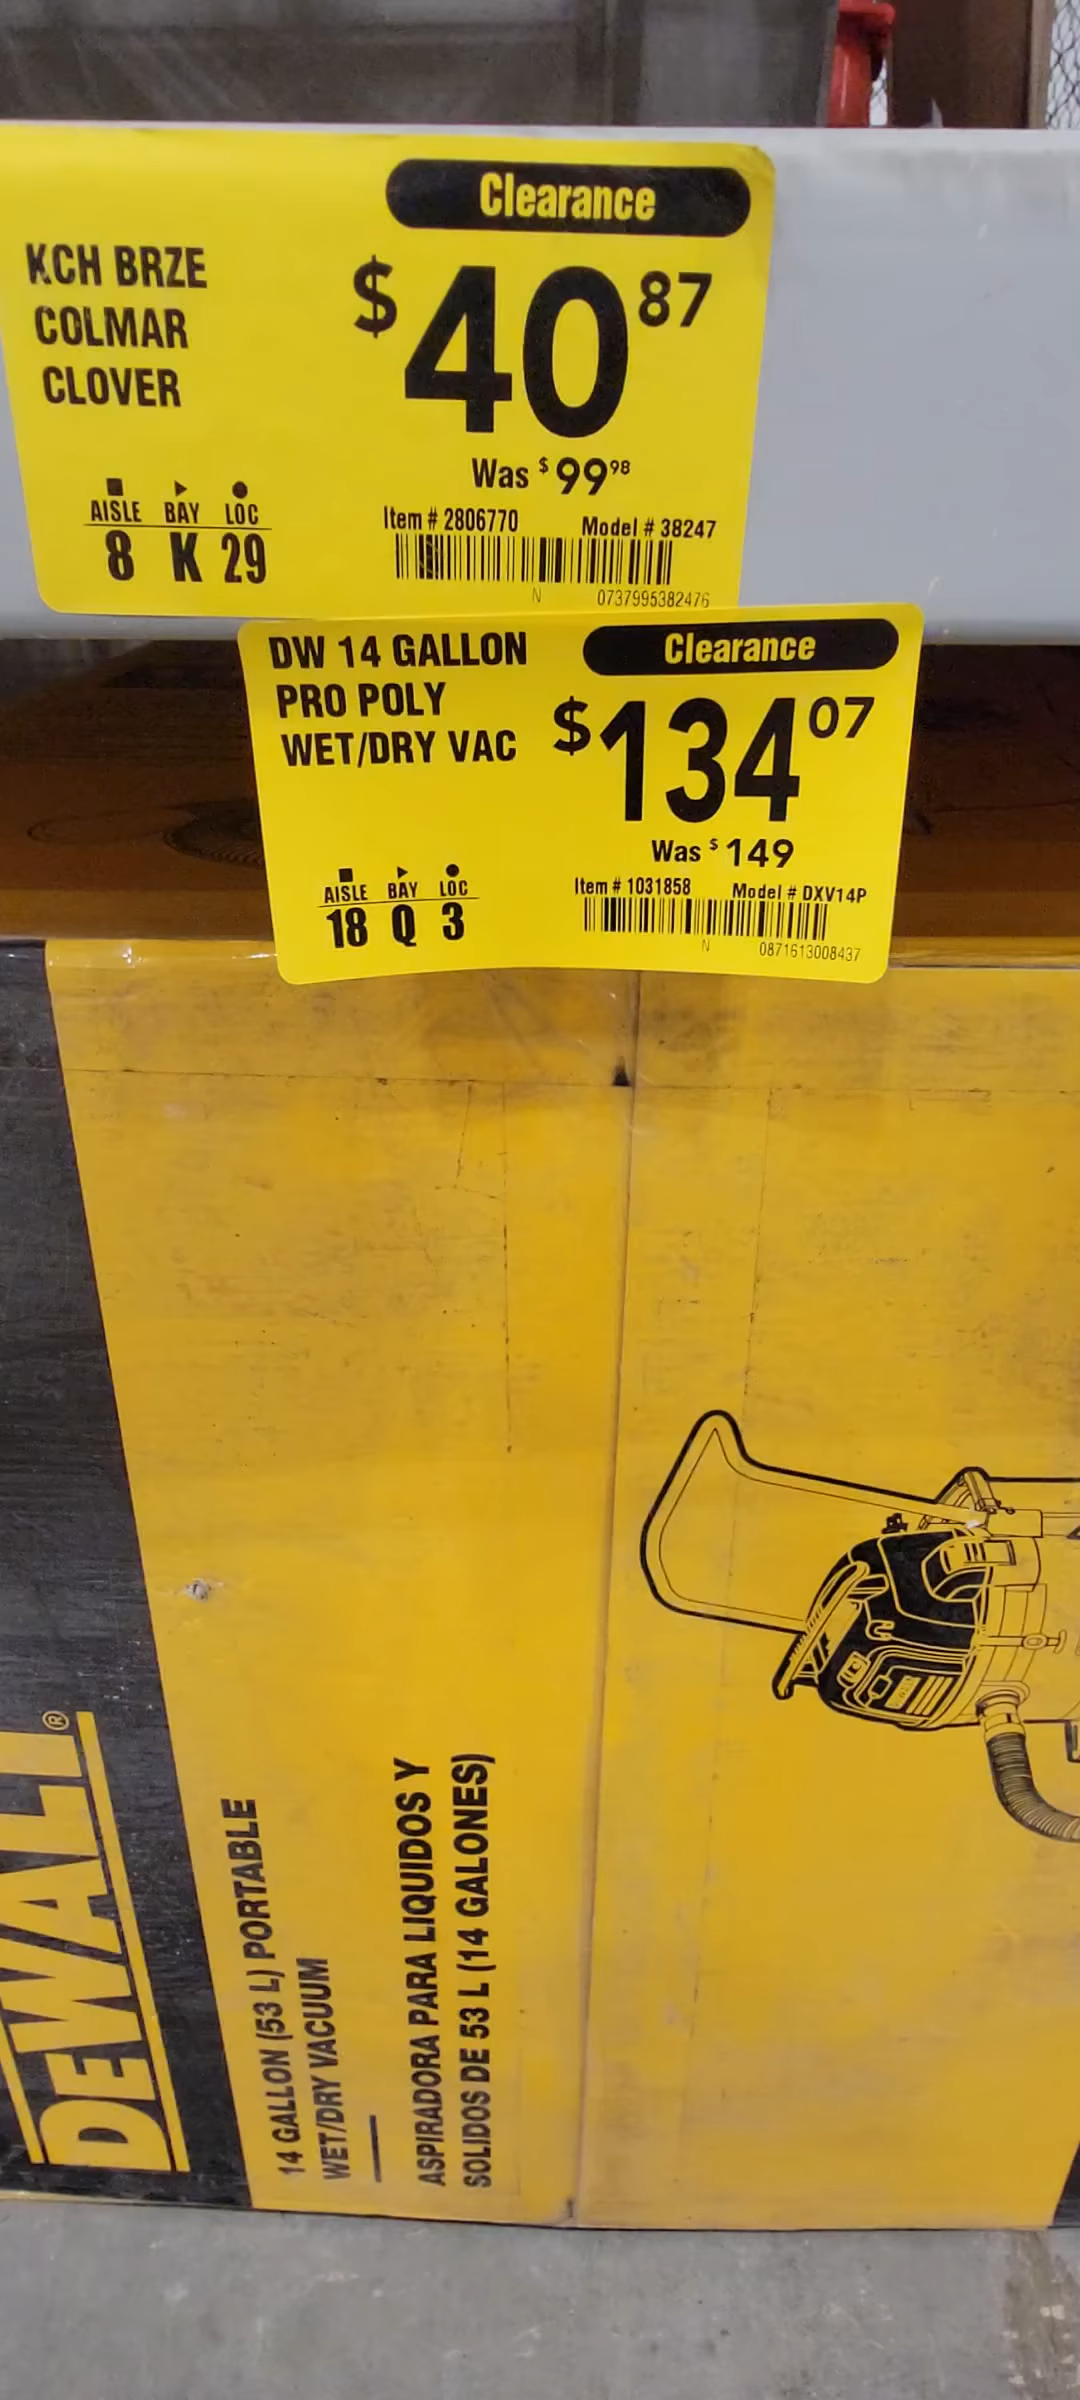 Clearance
KCH BRZE
COLMAR
CLOVER
$40 87
Was $99 98
AISLE BAY LOC
8 K 29
Item # 2806770 Model # 38247
N 0737995382476
DW 14 GALLON
PRO POLY
WET/DRY VAC
Clearance
$134 07
Was $149
AISLE BAY LOC
18 Q 3
Item # 1031858 Model # DXV14P
N 0871613008437
DEWALT®
14 GALLON (53 L) PORTABLE
WET/DRY VACUUM
ASPIRADORA PARA LIQUIDOS Y
SOLIDOS DE 53 L (14 GALONES)